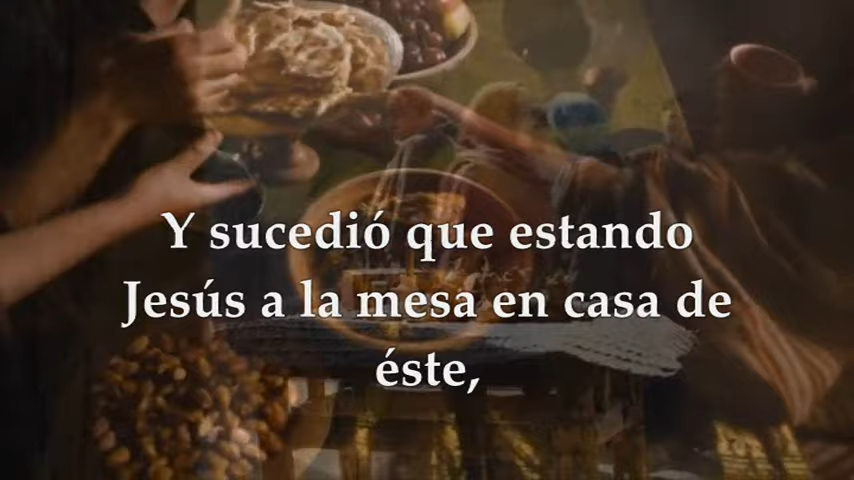 Y sucedió que estando
Jesús a la mesa en casa de
éste,